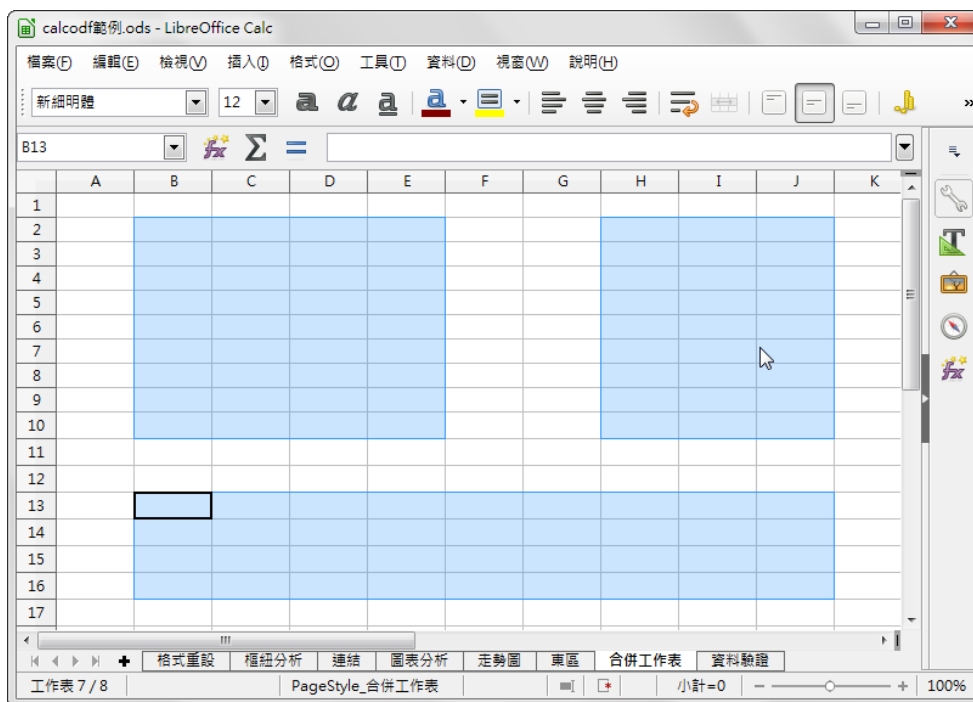 calcodf範例.ods - LibreOffice Calc
檔案(F) 編輯(E) 檢視(V) 插入(I) 格式(O) 工具(T) 資料(D) 視窗(W) 說明(H)
新細明體 12 a a a a »
B13 fx Σ =
A B C D E F G H I J K
1
2
3
4
5
6
7
8
9
10
11
12
13
14
15
16
17
格式重設 樞紐分析 連結 圖表分析 走勢圖 東區 合併工作表 資料驗證
工作表 7 / 8 PageStyle_合併工作表 小計=0 100%